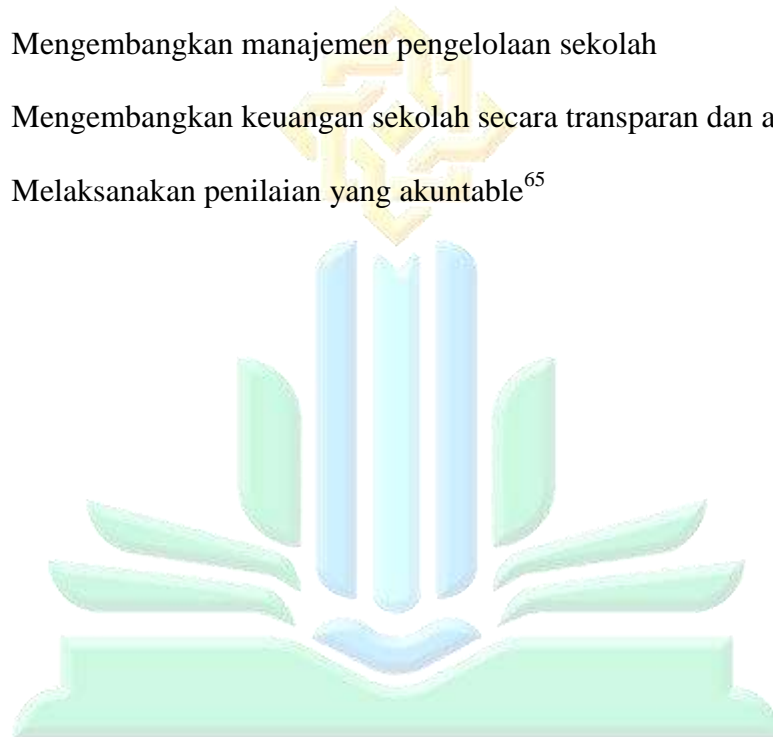 Mengembangkan manajemen pengelolaan sekolah
Mengembangkan keuangan sekolah secara transparan dan a
Melaksanakan penilaian yang akuntable65